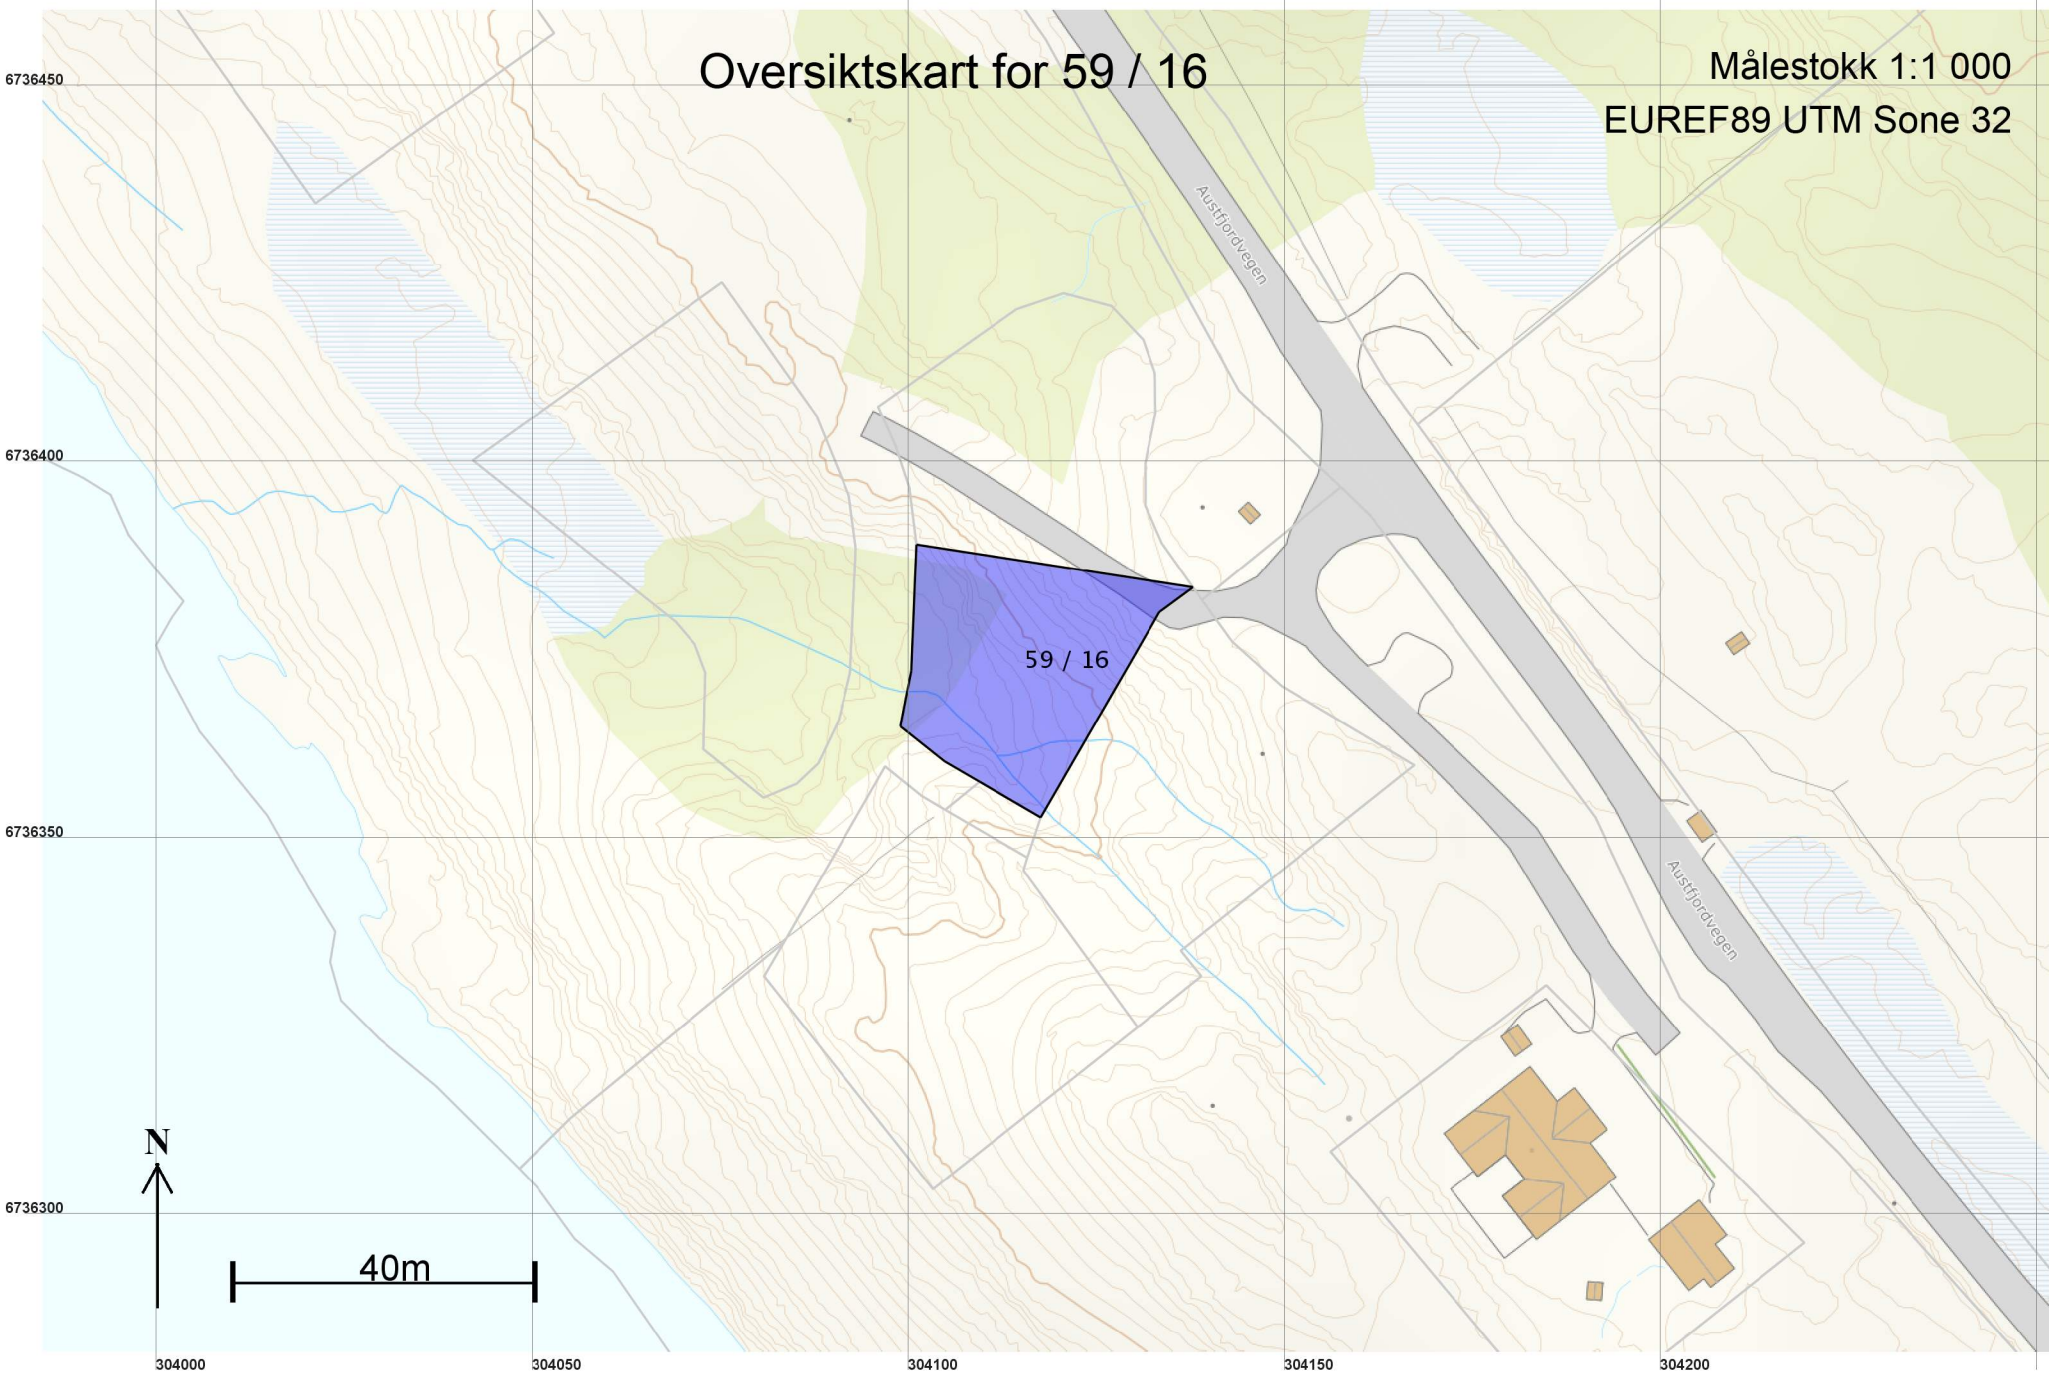 Oversiktskart for 59 / 16
Målestokk 1:1 000
EUREF89 UTM Sone 32
6736450
6736400
6736350
6736300
Austfjordvegen
59 / 16
Austfjordvegen
N
40m
304000
304050
304100
304150
304200